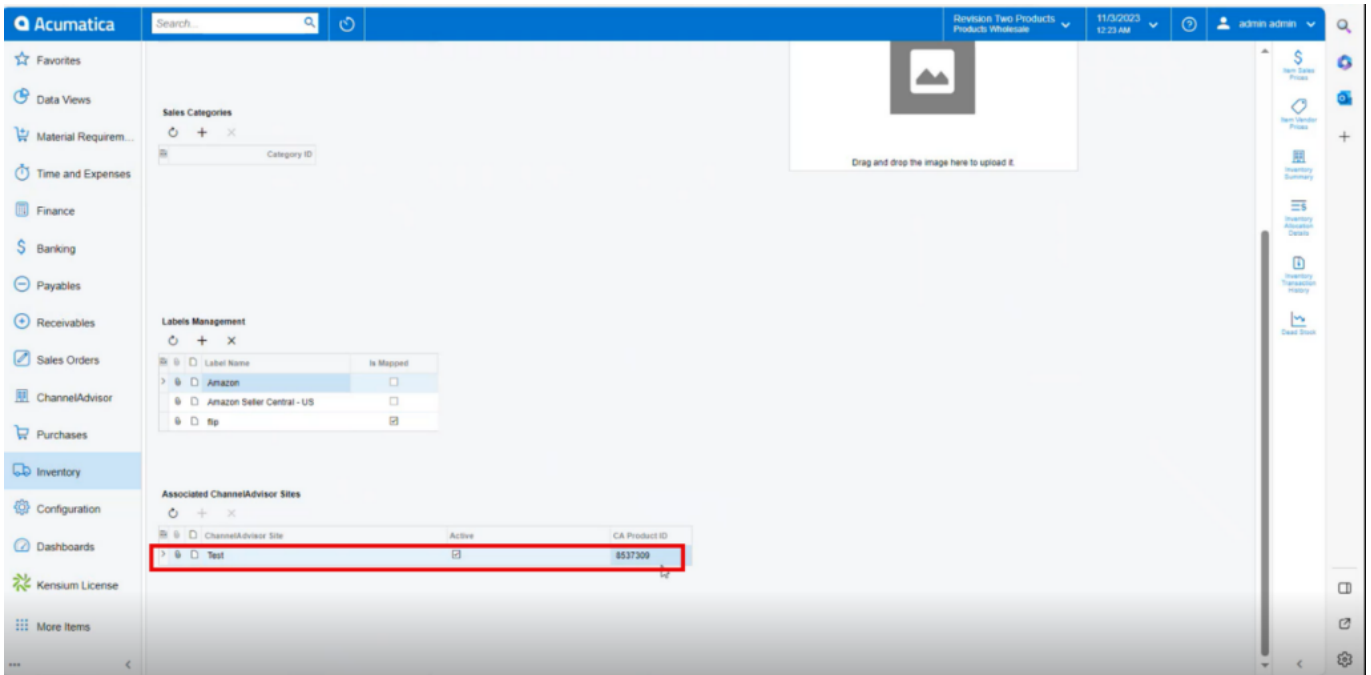 Acumatica
Search...
Revision Two Products
Products Wholesale
11/3/2023
12:23 AM
admin admin
Favorites
Data Views
Material Requirem...
Time and Expenses
Finance
Banking
Payables
Receivables
Sales Orders
ChannelAdvisor
Purchases
Inventory
Configuration
Dashboards
Kensium License
More Items
Sales Categories
Category ID
Drag and drop the image here to upload it.
Labels Management
Label Name Is Mapped
Amazon
Amazon Seller Central - US
flip
Associated ChannelAdvisor Sites
ChannelAdvisor Site Active CA Product ID
Test 8537309
Item Sales
Prices
Item Vendor
Prices
Inventory
Summary
Inventory
Allocation
Details
Inventory
Transaction
History
Dead Stock